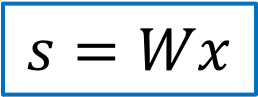 s = Wx